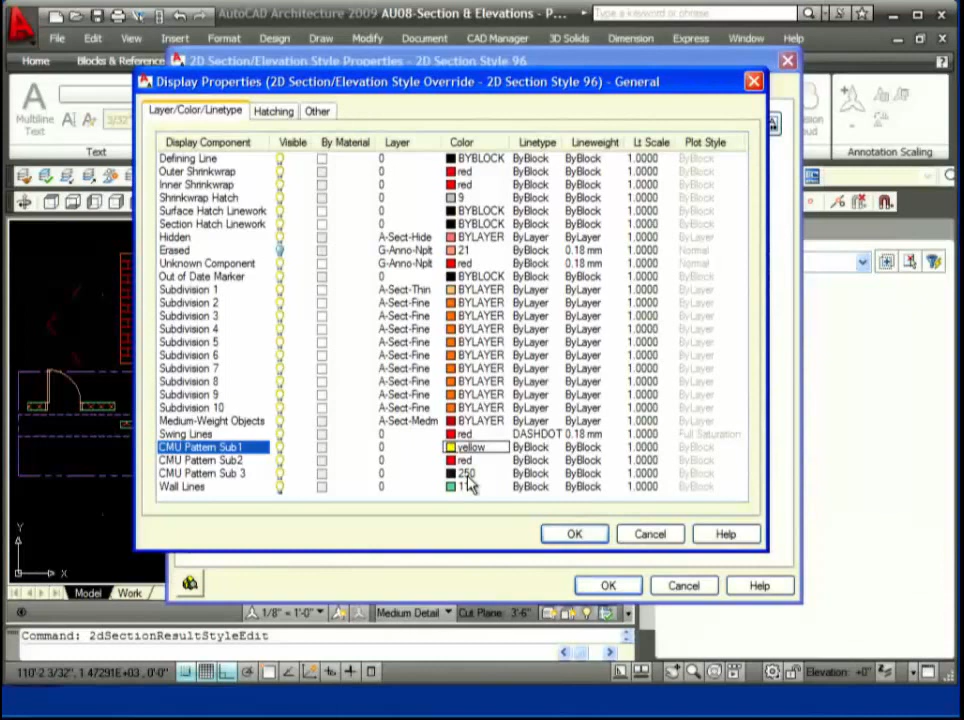 AutoCAD Architecture 2009 AU08-Section & Elevations - P...
Type a keyword or phrase
File Edit View Insert Format Design Draw Modify Document CAD Manager 3D Solids Dimension Express Window Help
Home Blocks & Reference
2D Section/Elevation Style Properties - 2D Section Style 96
Display Properties (2D Section/Elevation Style Override - 2D Section Style 96) - General
Layer/Color/Linetype Hatching Other
Multiline Text
Text
Annotation Scaling
Display Component Visible By Material Layer Color Linetype Lineweight Lt Scale Plot Style
Defining Line 0 BYBLOCK ByBlock ByBlock 1.0000 ByBlock
Outer Shrinkwrap 0 red ByBlock ByBlock 1.0000 ByBlock
Inner Shrinkwrap 0 red ByBlock ByBlock 1.0000 ByBlock
Shrinkwrap Hatch 0 9 ByBlock ByBlock 1.0000 ByBlock
Surface Hatch Linework 0 BYBLOCK ByBlock ByBlock 1.0000 ByBlock
Section Hatch Linework 0 BYBLOCK ByBlock ByBlock 1.0000 ByBlock
Hidden A-Sect-Hide BYLAYER ByLayer ByLayer 1.0000 ByLayer
Erased G-Anno-Nplt 21 ByBlock 0.18 mm 1.0000 Normal
Unknown Component G-Anno-Nplt red ByBlock 0.18 mm 1.0000 Normal
Out of Date Marker 0 BYBLOCK ByBlock ByBlock 1.0000 ByBlock
Subdivision 1 A-Sect-Thin BYLAYER ByLayer ByLayer 1.0000 ByLayer
Subdivision 2 A-Sect-Fine BYLAYER ByLayer ByLayer 1.0000 ByLayer
Subdivision 3 A-Sect-Fine BYLAYER ByLayer ByLayer 1.0000 ByLayer
Subdivision 4 A-Sect-Fine BYLAYER ByLayer ByLayer 1.0000 ByLayer
Subdivision 5 A-Sect-Fine BYLAYER ByLayer ByLayer 1.0000 ByLayer
Subdivision 6 A-Sect-Fine BYLAYER ByLayer ByLayer 1.0000 ByLayer
Subdivision 7 A-Sect-Fine BYLAYER ByLayer ByLayer 1.0000 ByLayer
Subdivision 8 A-Sect-Fine BYLAYER ByLayer ByLayer 1.0000 ByLayer
Subdivision 9 A-Sect-Fine BYLAYER ByLayer ByLayer 1.0000 ByLayer
Subdivision 10 A-Sect-Fine BYLAYER ByLayer ByLayer 1.0000 ByLayer
Medium-Weight Objects A-Sect-Medm BYLAYER ByLayer ByLayer 1.0000 ByLayer
Swing Lines 0 red DASHDOT 0.18 mm 1.0000 Full Saturation
CMU Pattern Sub1 0 yellow ByBlock ByBlock 1.0000 ByBlock
CMU Pattern Sub2 0 red ByBlock ByBlock 1.0000 ByBlock
CMU Pattern Sub 3 0 250 ByBlock ByBlock 1.0000 ByBlock
Wall Lines 0 ByBlock ByBlock 1.0000 ByBlock
OK Cancel Help
OK Cancel Help
Y
X
Model Work
1/8" = 1'-0" Medium Detail Cut Plane: 3'-6"
Command: 2dSectionResultStyleEdit
110'-2 3/32", 1.47291E+03, 0'-0" Elevation: +0"